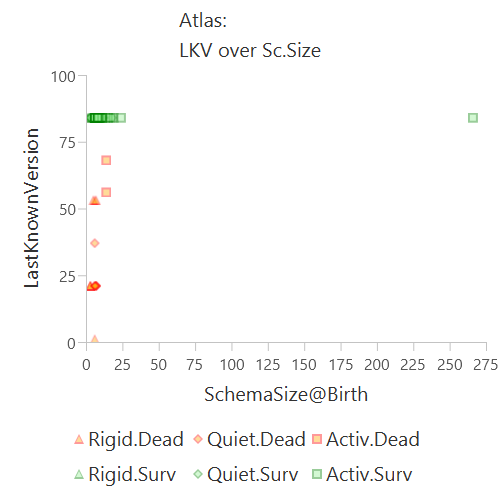 Atlas:
LKV over Sc.Size
100
75
50
25
0
LastKnownVersion
0 25 50 75 100 125 150 175 200 225 250 275
SchemaSize@Birth
Rigid.Dead Quiet.Dead Activ.Dead
Rigid.Surv Quiet.Surv Activ.Surv